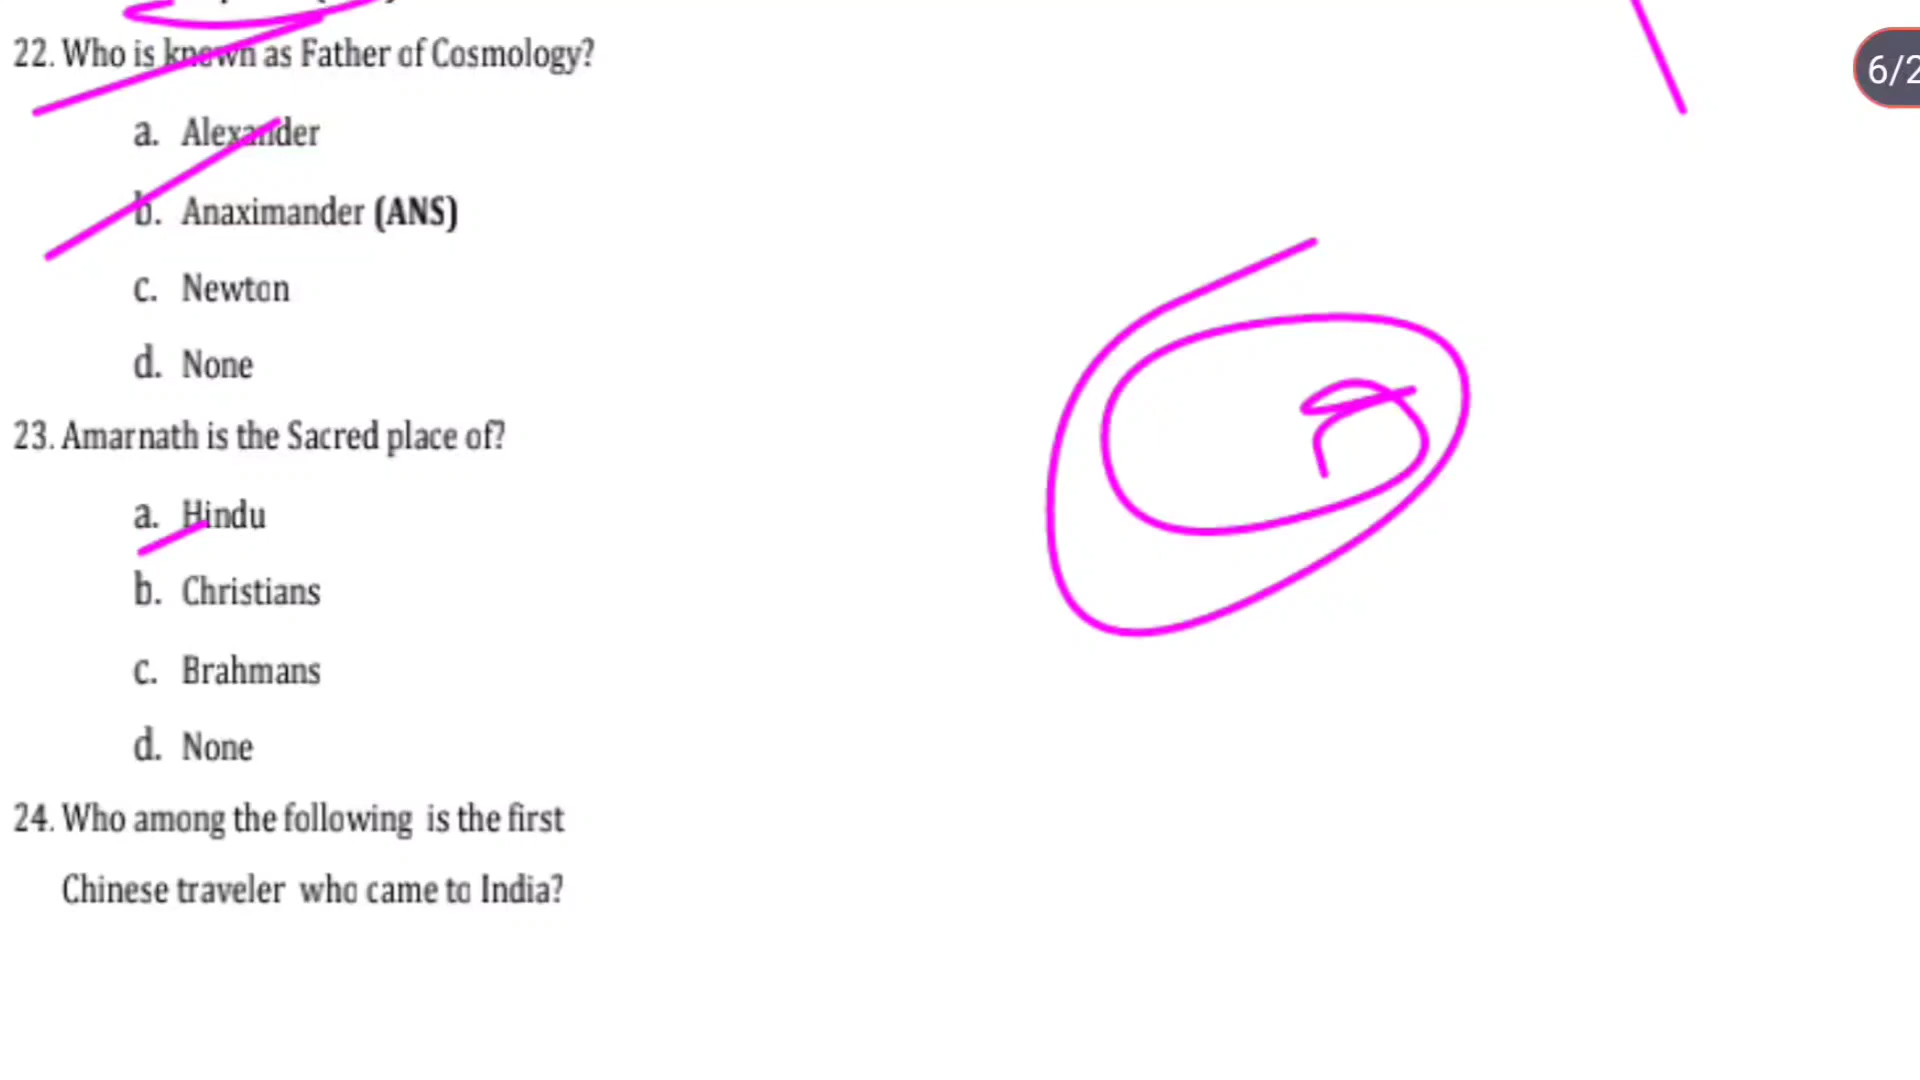 22. Who is known as Father of Cosmology?
a. Alexander
b. Anaximander (ANS)
c. Newton
d. None
23. Amarnath is the Sacred place of?
a. Hindu
b. Christians
c. Brahmans
d. None
24. Who among the following is the first
Chinese traveler who came to India?
6/2